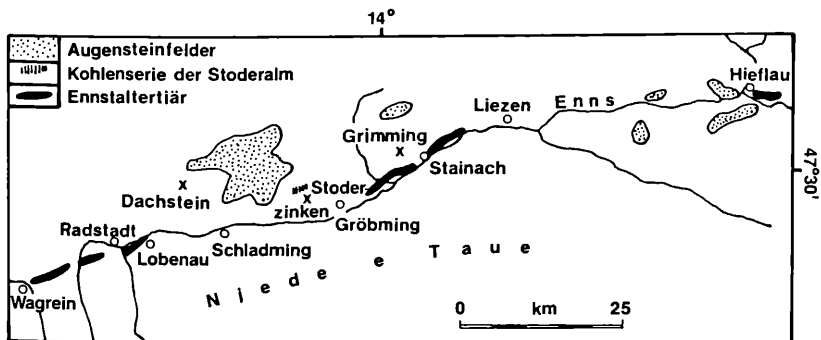 14°
Augensteinfelder
Kohlenserie der Stoderalm
Ennstaltertiär
Hieflau
Enns
Liezen
Grimming
Stainach
47°30'
Dachstein
Stoder
zinken
Gröbming
Radstadt
Lobenau
Schladming
Niede e Taue
Wagrein
0 km 25